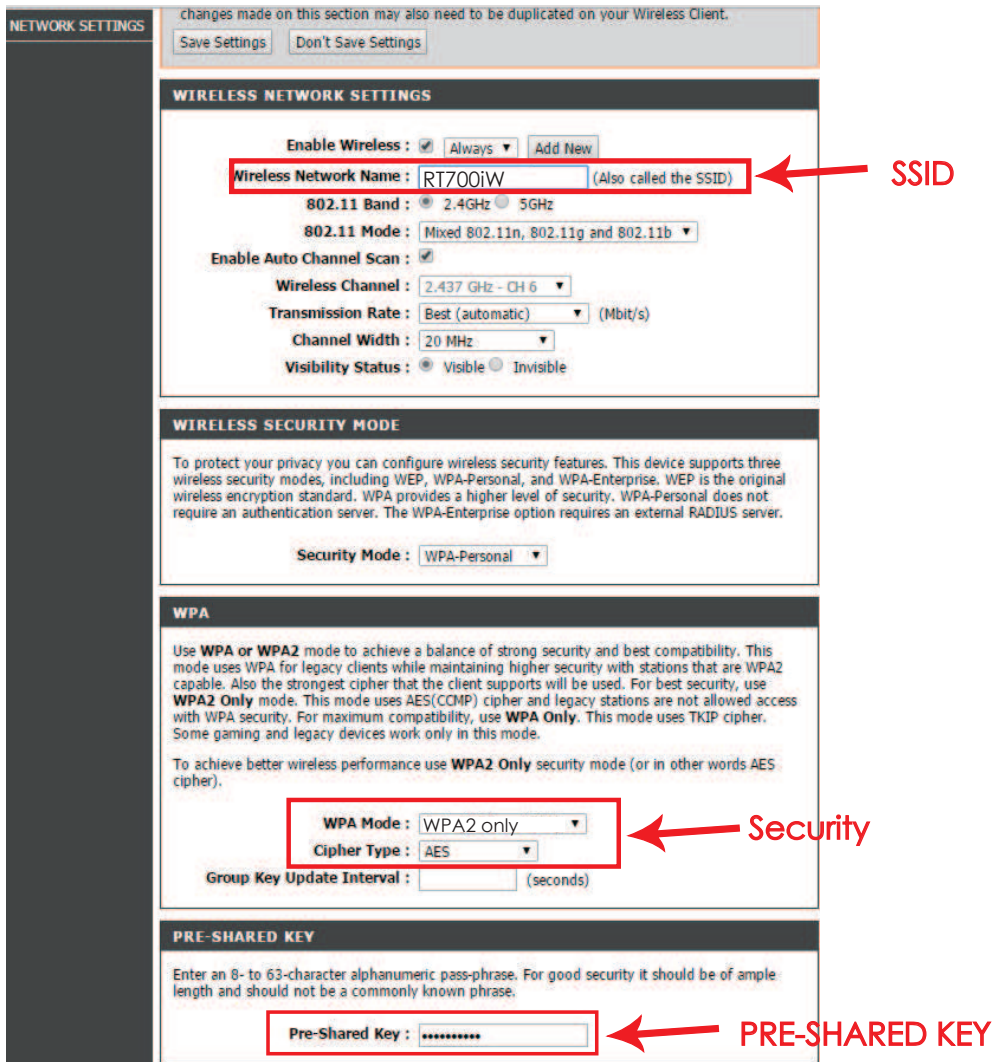 changes made on this section may also need to be duplicated on your Wireless Client.
NETWORK SETTINGS
Save Settings Don't Save Settings
WIRELESS NETWORK SETTINGS
Enable Wireless : Always Add New
Wireless Network Name : RT700iW (Also called the SSID)
SSID
802.11 Band : 2.4GHz 5GHz
802.11 Mode : Mixed 802.11n, 802.11g and 802.11b
Enable Auto Channel Scan :
Wireless Channel : 2.437 GHz - CH 6
Transmission Rate : Best (automatic) (Mbit/s)
Channel Width : 20 MHz
Visibility Status : Visible Invisible
WIRELESS SECURITY MODE
To protect your privacy you can configure wireless security features. This device supports three
wireless security modes, including WEP, WPA-Personal, and WPA-Enterprise. WEP is the original
wireless encryption standard. WPA provides a higher level of security. WPA-Personal does not
require an authentication server. The WPA-Enterprise option requires an external RADIUS server.
Security Mode : WPA-Personal
WPA
Use WPA or WPA2 mode to achieve a balance of strong security and best compatibility. This
mode uses WPA for legacy clients while maintaining higher security with stations that are WPA2
capable. Also the strongest cipher that the client supports will be used. For best security, use
WPA2 Only mode. This mode uses AES(CCMP) cipher and legacy stations are not allowed access
with WPA security. For maximum compatibility, use WPA Only. This mode uses TKIP cipher.
Some gaming and legacy devices work only in this mode.
To achieve better wireless performance use WPA2 Only security mode (or in other words AES
cipher).
WPA Mode : WPA2 only
Security
Cipher Type : AES
Group Key Update Interval : (seconds)
PRE-SHARED KEY
Enter an 8- to 63-character alphanumeric pass-phrase. For good security it should be of ample
length and should not be a commonly known phrase.
Pre-Shared Key : ••••••••••
PRE-SHARED KEY